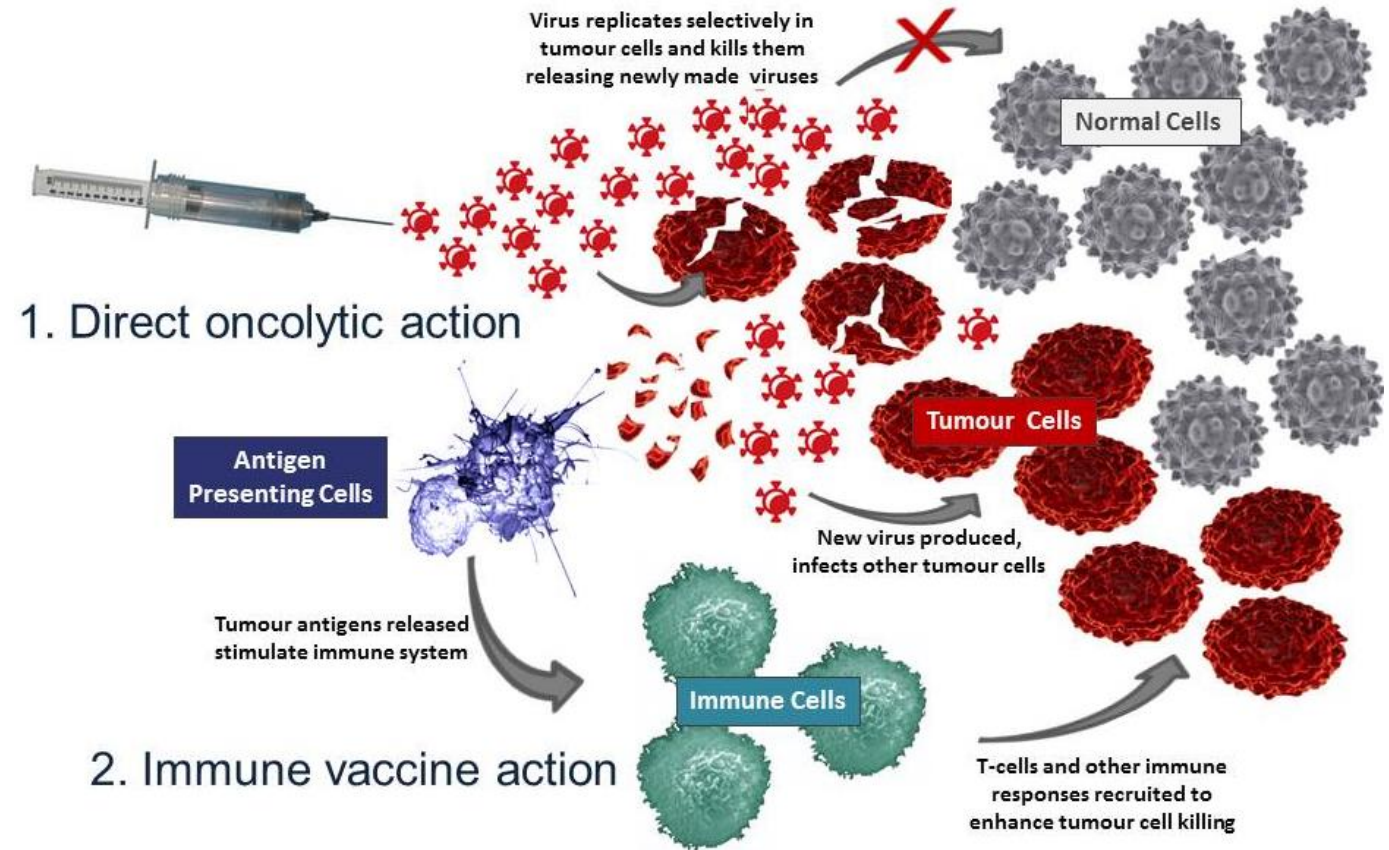 Virus replicates selectively in
tumour cells and kills them
releasing newly made viruses
Normal Cells
1. Direct oncolytic action
Tumour Cells
Antigen
Presenting Cells
New virus produced,
infects other tumour cells
Tumour antigens released
stimulate immune system
Immune Cells
2. Immune vaccine action
T-cells and other immune
responses recruited to
enhance tumour cell killing